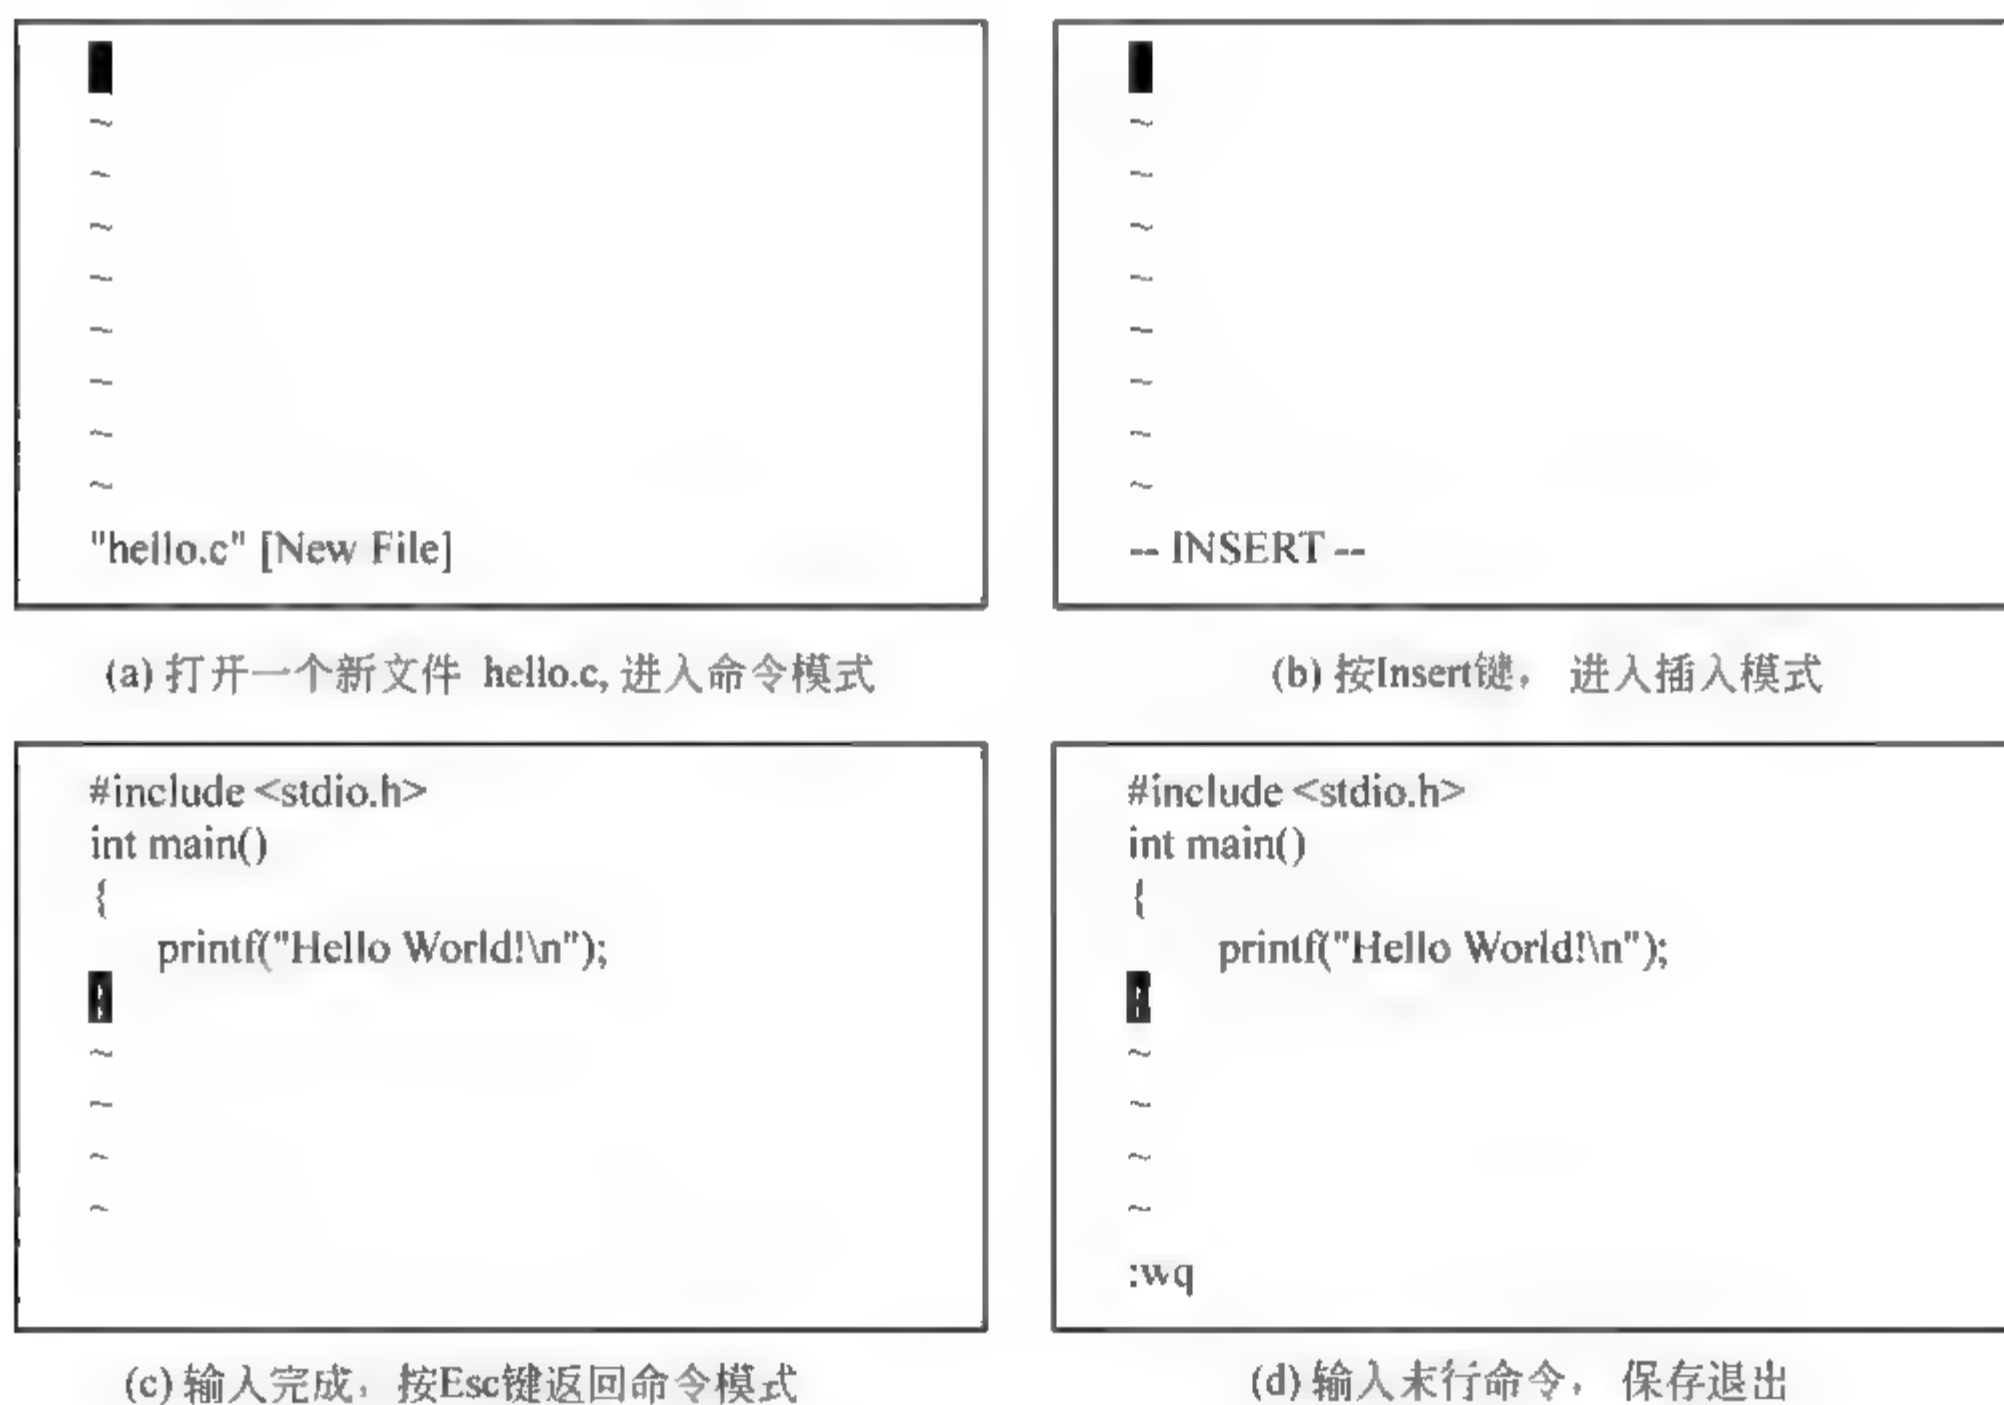 ~
~
~
~
~
~
~
~
"hello.c" [New File]
(a) 打开一个新文件 hello.c, 进入命令模式
~
~
~
~
~
~
~
~
-- INSERT --
(b) 按Insert键， 进入插入模式
#include <stdio.h>
int main()
{
printf("Hello World!\n");
}
~
~
~
~
(c) 输入完成，按Esc键返回命令模式
#include <stdio.h>
int main()
{
printf("Hello World!\n");
}
~
~
~
~
:wq
(d) 输入末行命令， 保存退出